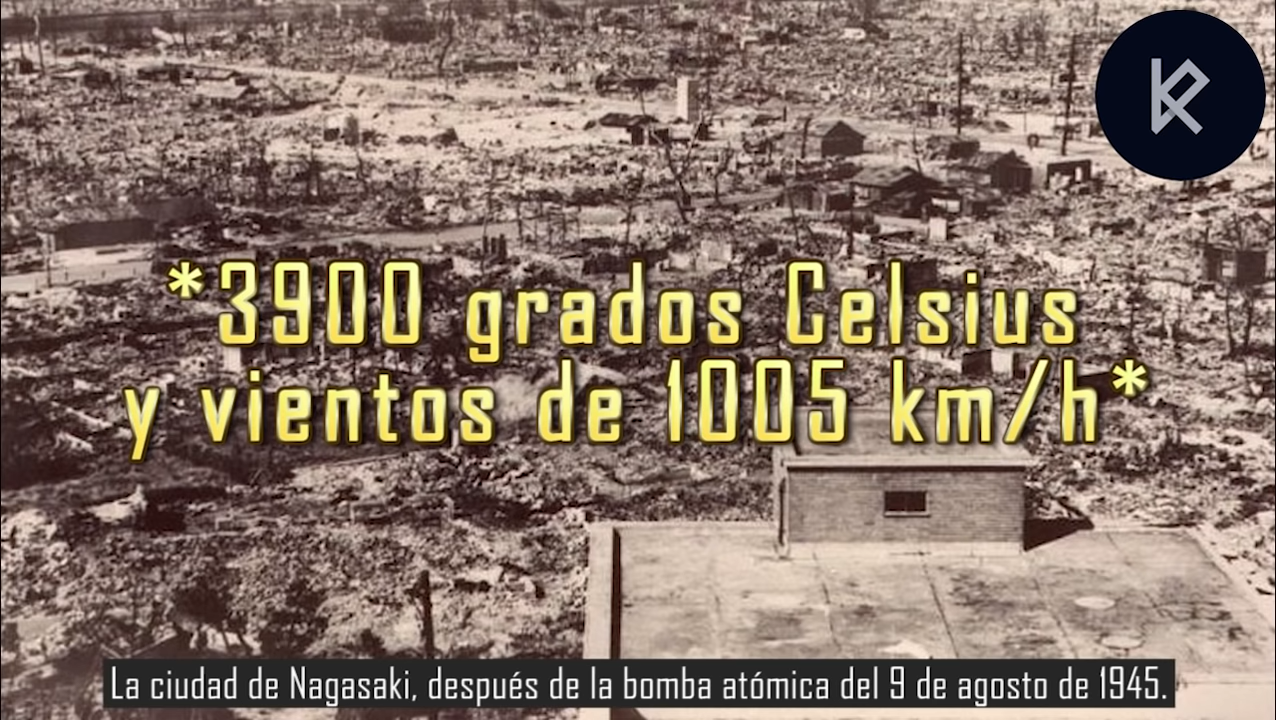 *3900 grados Celsius
y vientos de 1005 km/h*
La ciudad de Nagasaki, después de la bomba atómica del 9 de agosto de 1945.